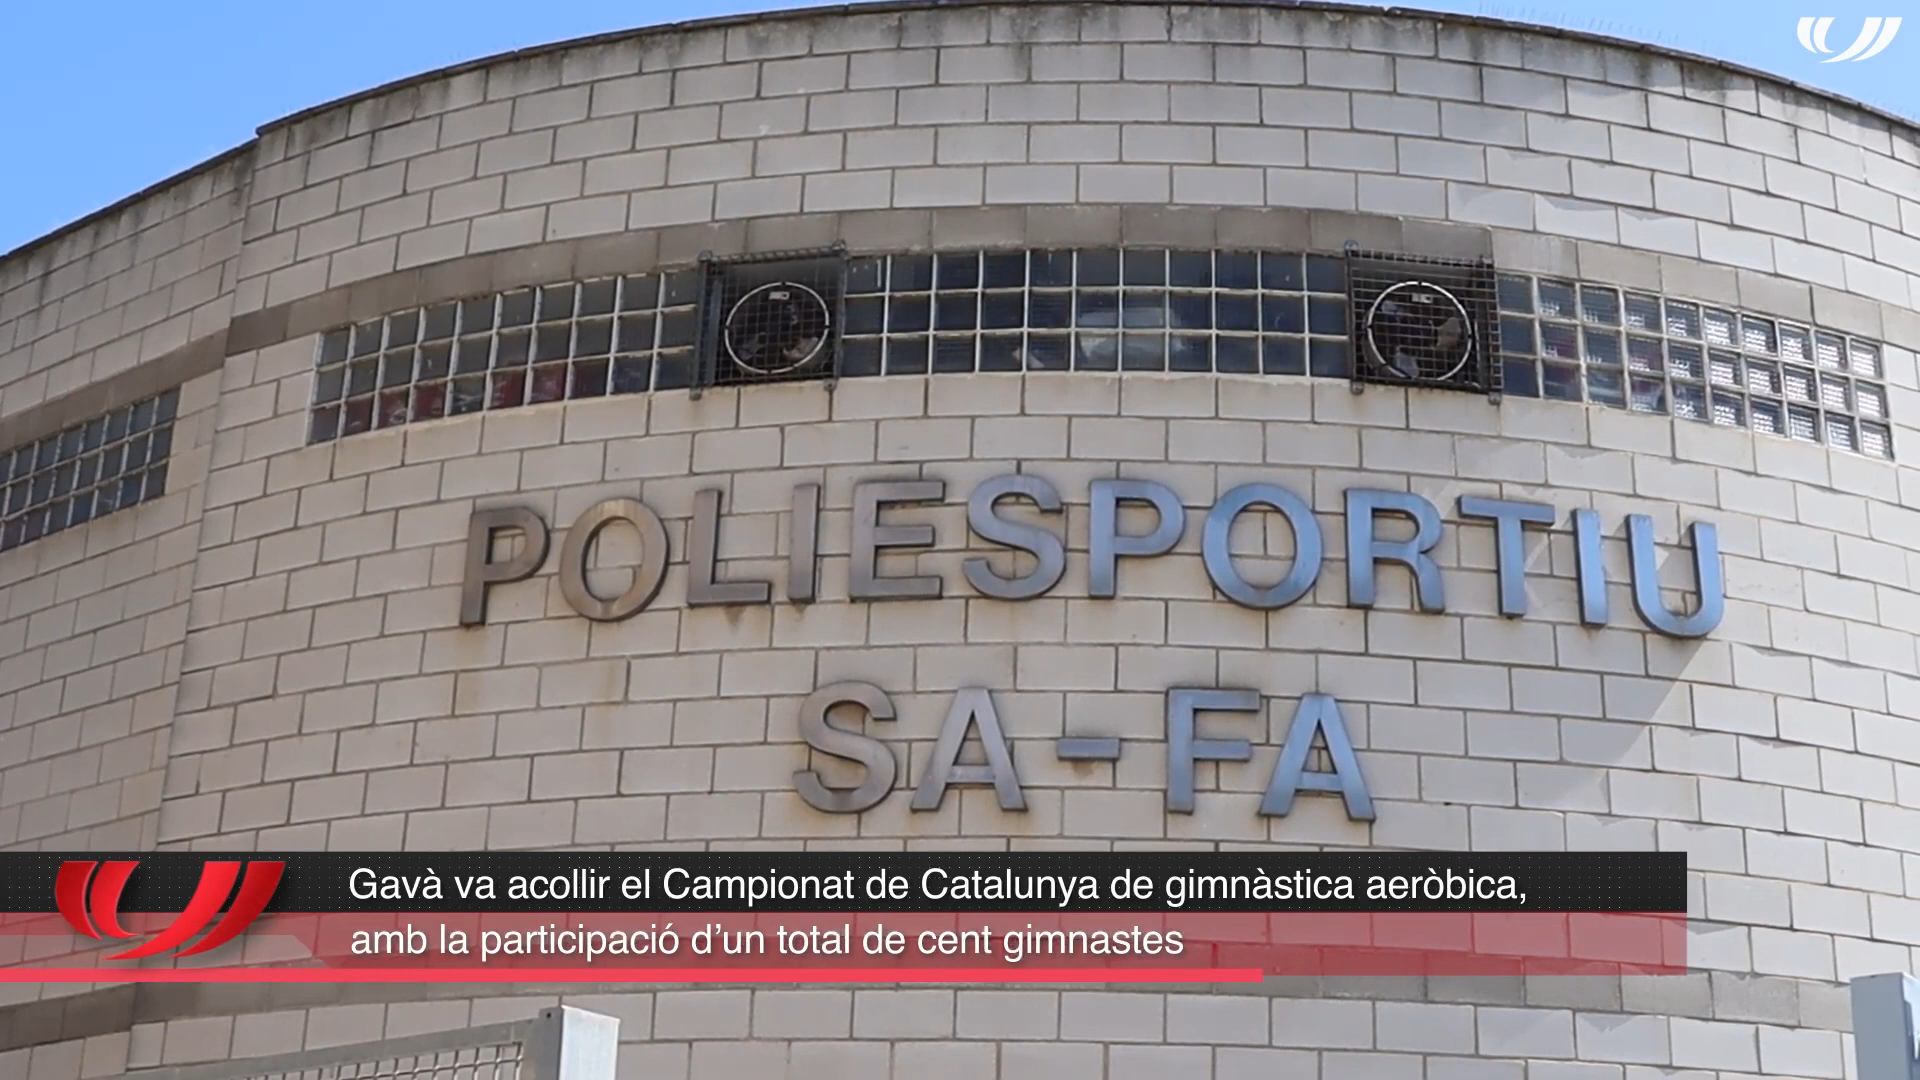 POLIESPORTIU
SA-FA
Gavà va acollir el Campionat de Catalunya de gimnàstica aeròbica,
amb la participació d’un total de cent gimnastes